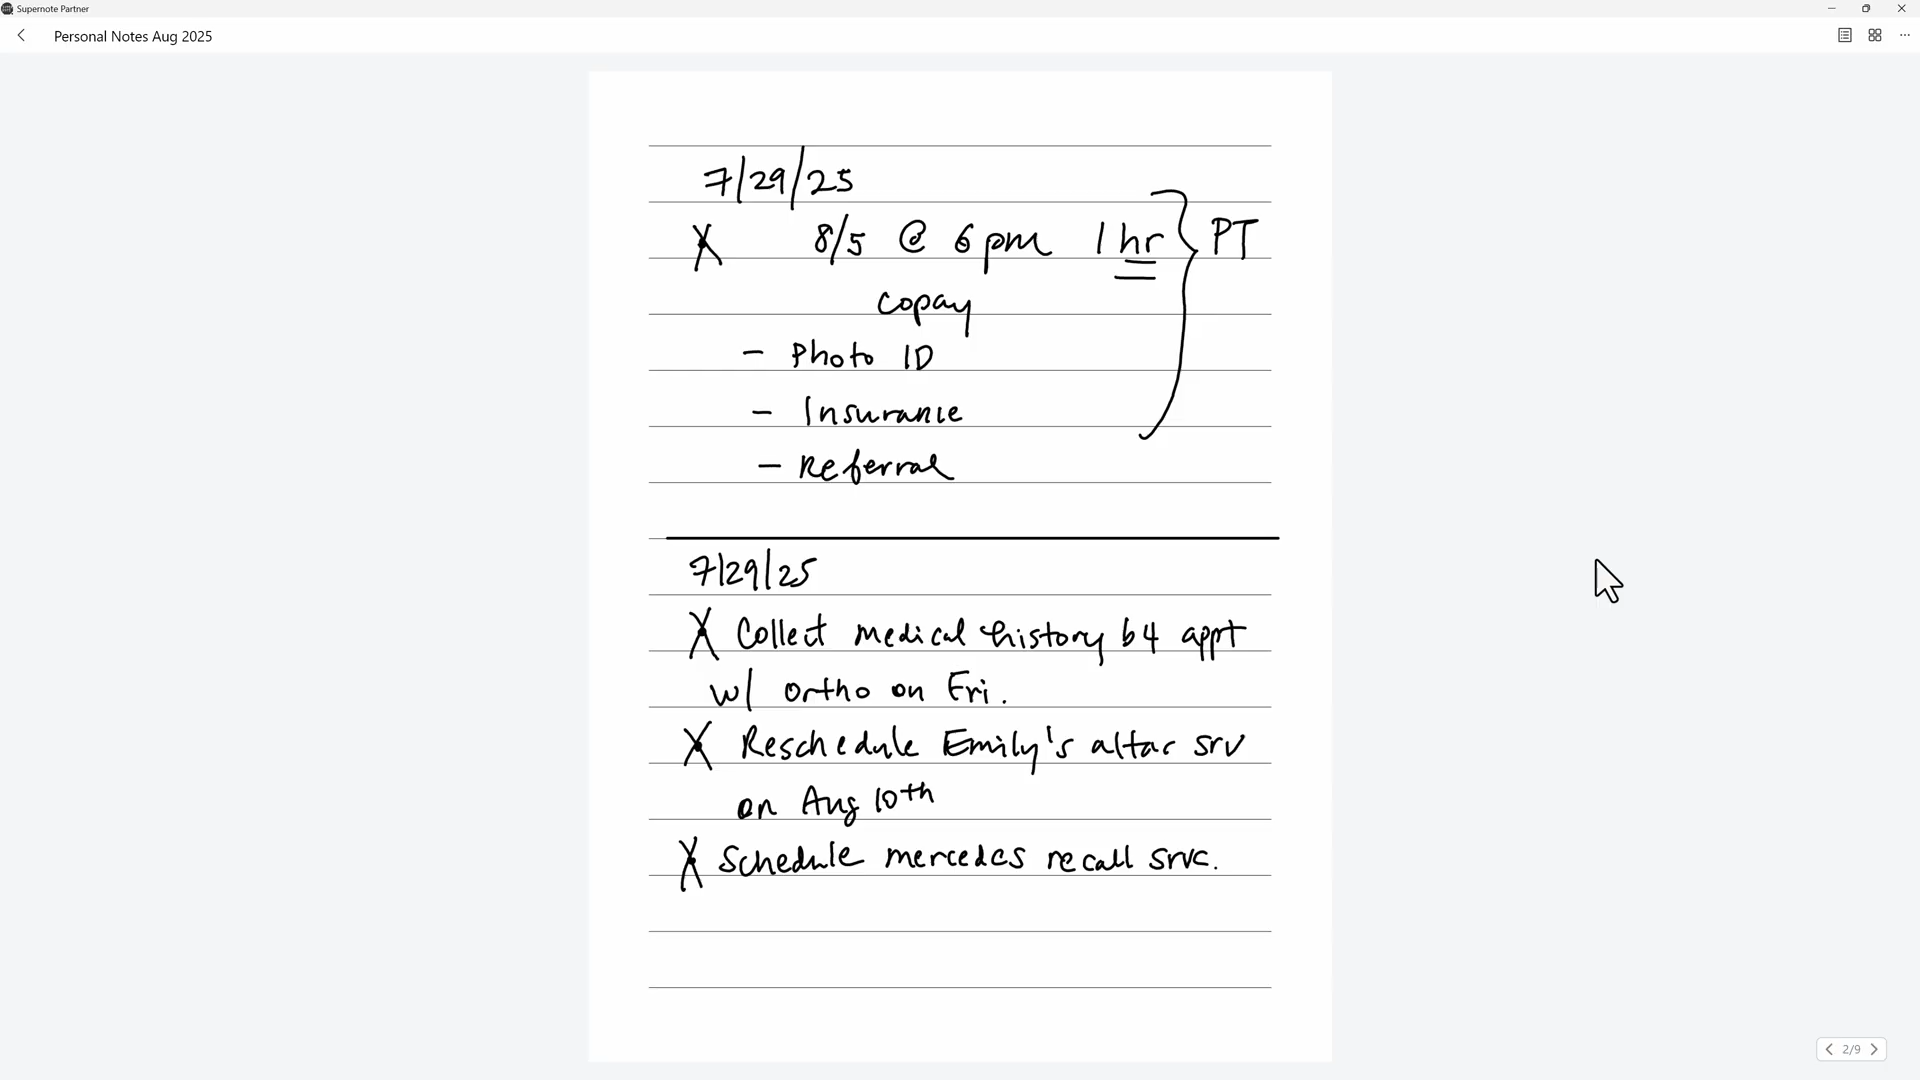 Supernote Partner
Personal Notes Aug 2025
7/29/25
X 8/5 @ 6pm 1 hr } PT
copay
- Photo ID
- Insurance
- Referral
7/29/25
X Collect medical history b4 appt
w/ ortho on Fri.
X Reschedule Emily's altar srv
on Aug 10th
X Schedule mercedes recall srvc.
2/9